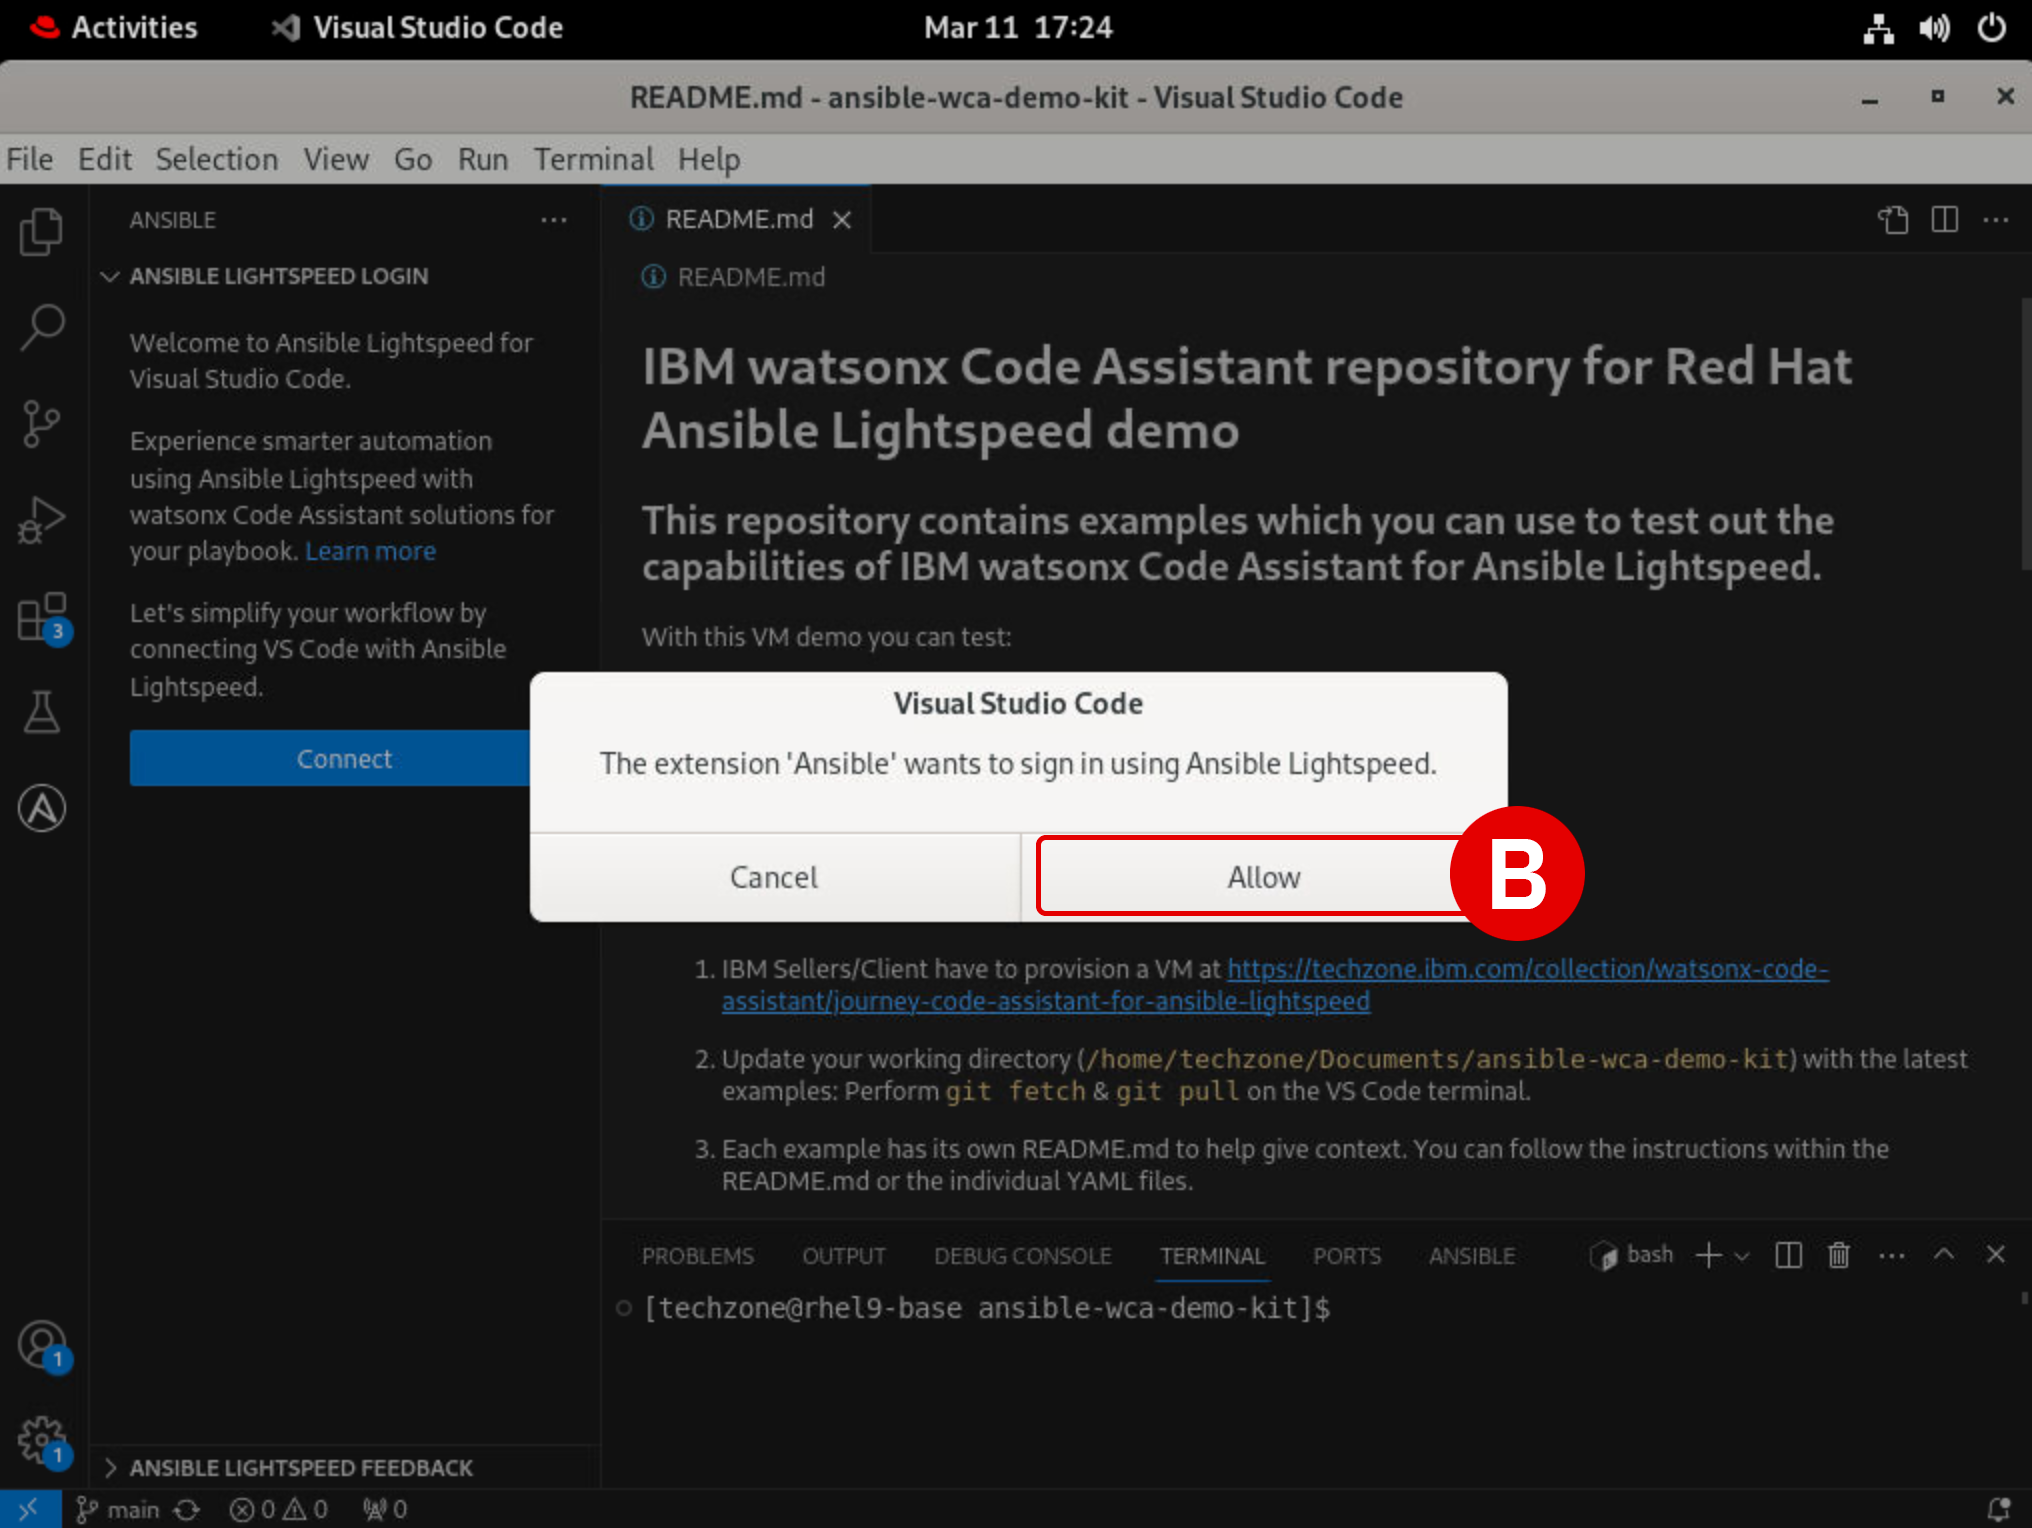 Activities Visual Studio Code Mar 11 17:24
README.md - ansible-wca-demo-kit - Visual Studio Code
File Edit Selection View Go Run Terminal Help
ANSIBLE
ANSIBLE LIGHTSPEED LOGIN
Welcome to Ansible Lightspeed for
Visual Studio Code.
Experience smarter automation
using Ansible Lightspeed with
watsonx Code Assistant solutions for
your playbook. Learn more
Let's simplify your workflow by
connecting VS Code with Ansible
Lightspeed.
Connect
3
1
1
ANSIBLE LIGHTSPEED FEEDBACK
README.md
README.md
IBM watsonx Code Assistant repository for Red Hat
Ansible Lightspeed demo
This repository contains examples which you can use to test out the
capabilities of IBM watsonx Code Assistant for Ansible Lightspeed.
With this VM demo you can test:
Visual Studio Code
The extension 'Ansible' wants to sign in using Ansible Lightspeed.
Cancel Allow
B
1. IBM Sellers/Client have to provision a VM at https://techzone.ibm.com/collection/watsonx-code-
assistant/journey-code-assistant-for-ansible-lightspeed
2. Update your working directory (/home/techzone/Documents/ansible-wca-demo-kit) with the latest
examples: Perform git fetch & git pull on the VS Code terminal.
3. Each example has its own README.md to help give context. You can follow the instructions within the
README.md or the individual YAML files.
PROBLEMS OUTPUT DEBUG CONSOLE TERMINAL PORTS ANSIBLE bash
[techzone@rhel9-base ansible-wca-demo-kit]$
main 0 0 0